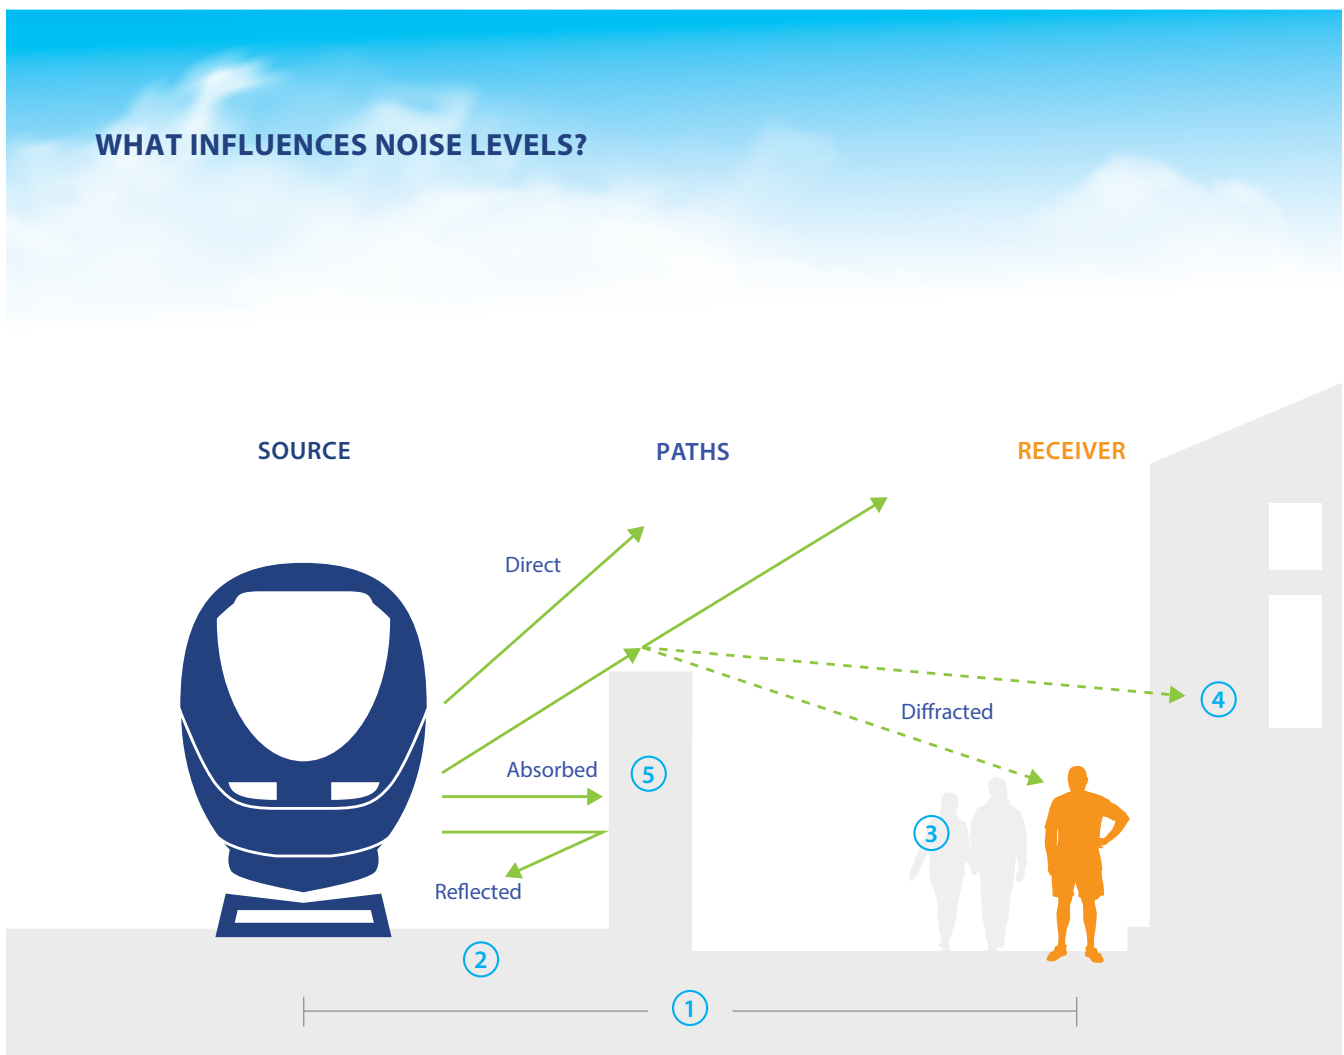 WHAT INFLUENCES NOISE LEVELS?
SOURCE
PATHS
RECEIVER
Direct
Diffracted
4
Absorbed
5
3
Reflected
2
1